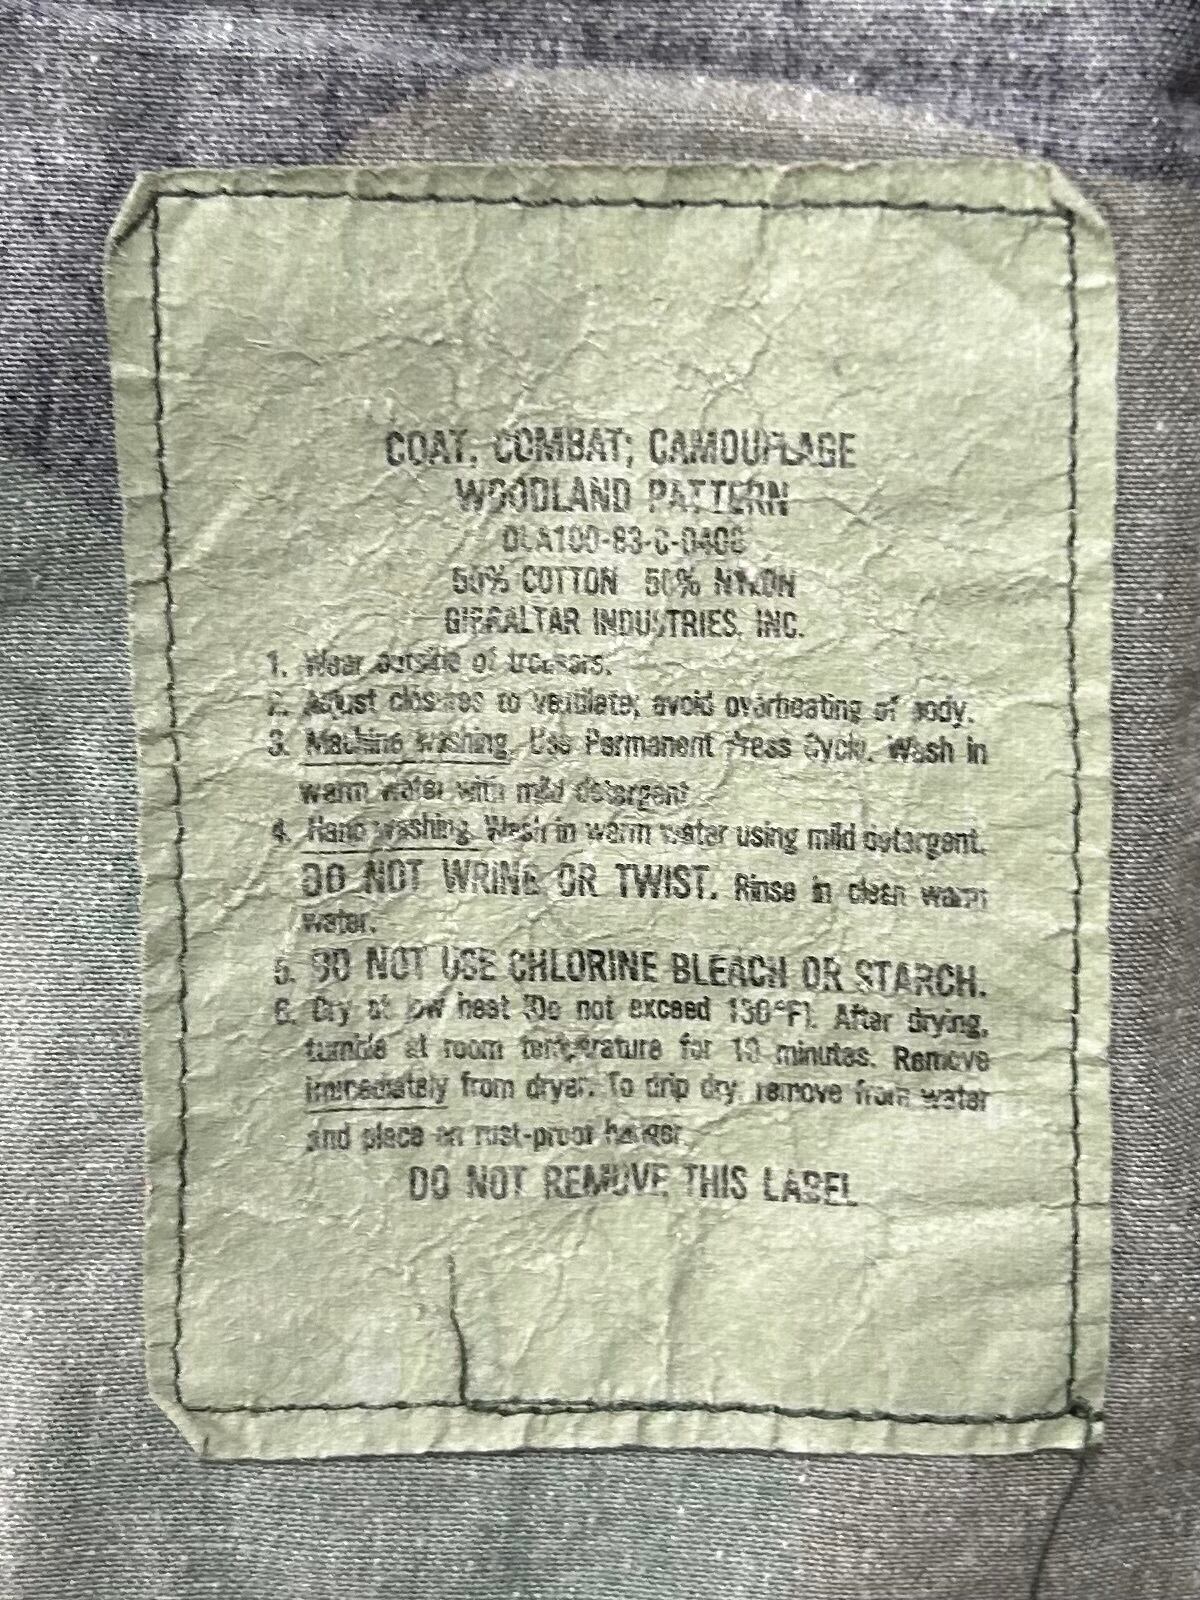 COAT, COMBAT; CAMOUFLAGE
WOODLAND PATTERN
DLA100-83-C-0408
50% COTTON 50% NYLON
GIBRALTAR INDUSTRIES, INC.
1. Wear outside of trousers.
2. Adjust closures to ventilate; avoid overheating of body.
3. Machine washing. Use Permanent Press Cycle. Wash in
warm water with mild detergent
4. Hand washing. Wash in warm water using mild detergent.
DO NOT WRING OR TWIST. Rinse in clean warm
water.
5. DO NOT USE CHLORINE BLEACH OR STARCH.
6. Dry at low heat (Do not exceed 130°F). After drying,
tumble at room temperature for 10 minutes. Remove
immediately from dryer. To drip dry, remove from water
and place on rust-proof hanger.
DO NOT REMOVE THIS LABEL